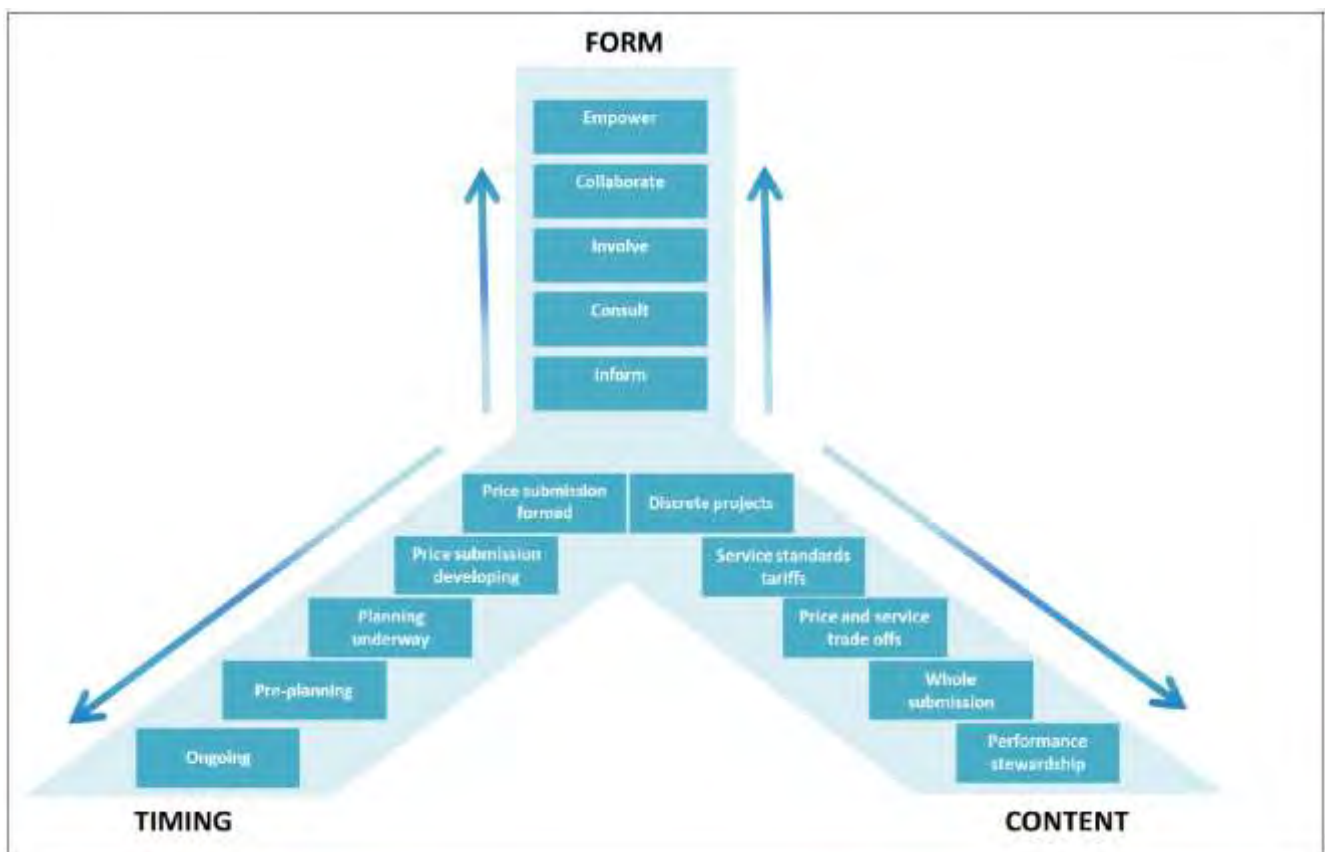 FORM
Empower
Collaborate
Involve
Consult
Inform
Price submission
formed
Discrete projects
Price submission
developing
Service standards
tariffs
Planning
underway
Price and service
trade offs
Pre-planning
Whole
submission
Ongoing
Performance
stewardship
TIMING
CONTENT